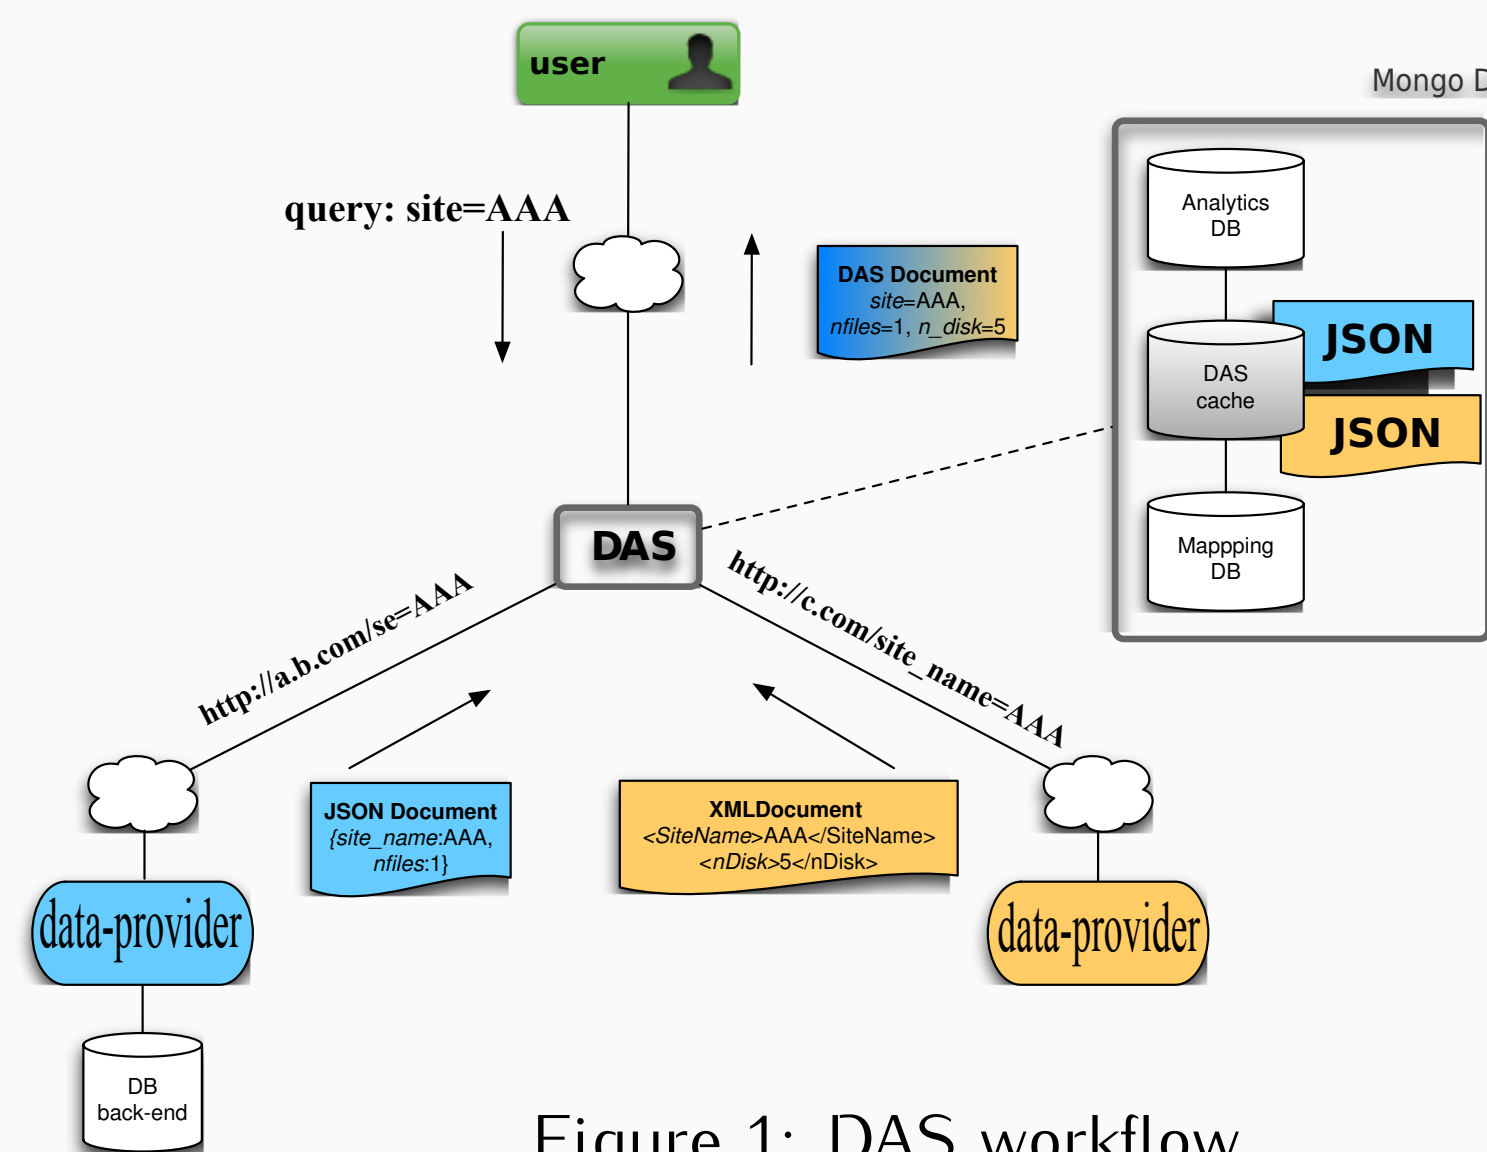 user
Mongo D
query: site=AAA
Analytics
DB
DAS Document
site=AAA,
nfiles=1, n_disk=5
JSON
DAS
cache
JSON
DAS
Mappping
DB
http://a.b.com/se=AAA
http://c.com/site_name=AAA
JSON Document
{site_name:AAA,
nfiles:1}
XMLDocument
<SiteName>AAA</SiteName>
<nDisk>5</nDisk>
data-provider
data-provider
DB
back-end
Figure 1: DAS workflow